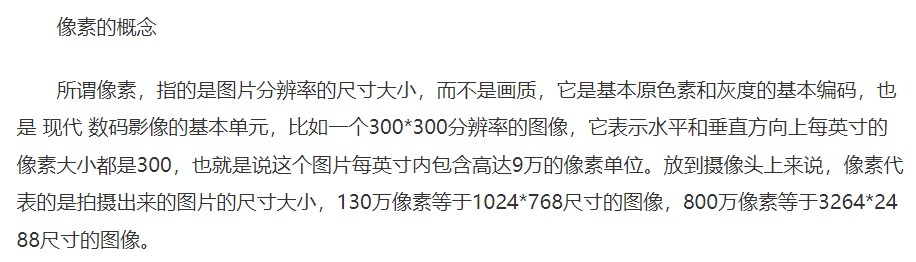 像素的概念
所谓像素，指的是图片分辨率的尺寸大小，而不是画质，它是基本原色素和灰度的基本编码，也
是 现代 数码影像的基本单元，比如一个300*300分辨率的图像，它表示水平和垂直方向上每英寸的
像素大小都是300，也就是说这个图片每英寸内包含高达9万的像素单位。放到摄像头上来说，像素代
表的是拍摄出来的图片的尺寸大小，130万像素等于1024*768尺寸的图像，800万像素等于3264*24
88尺寸的图像。